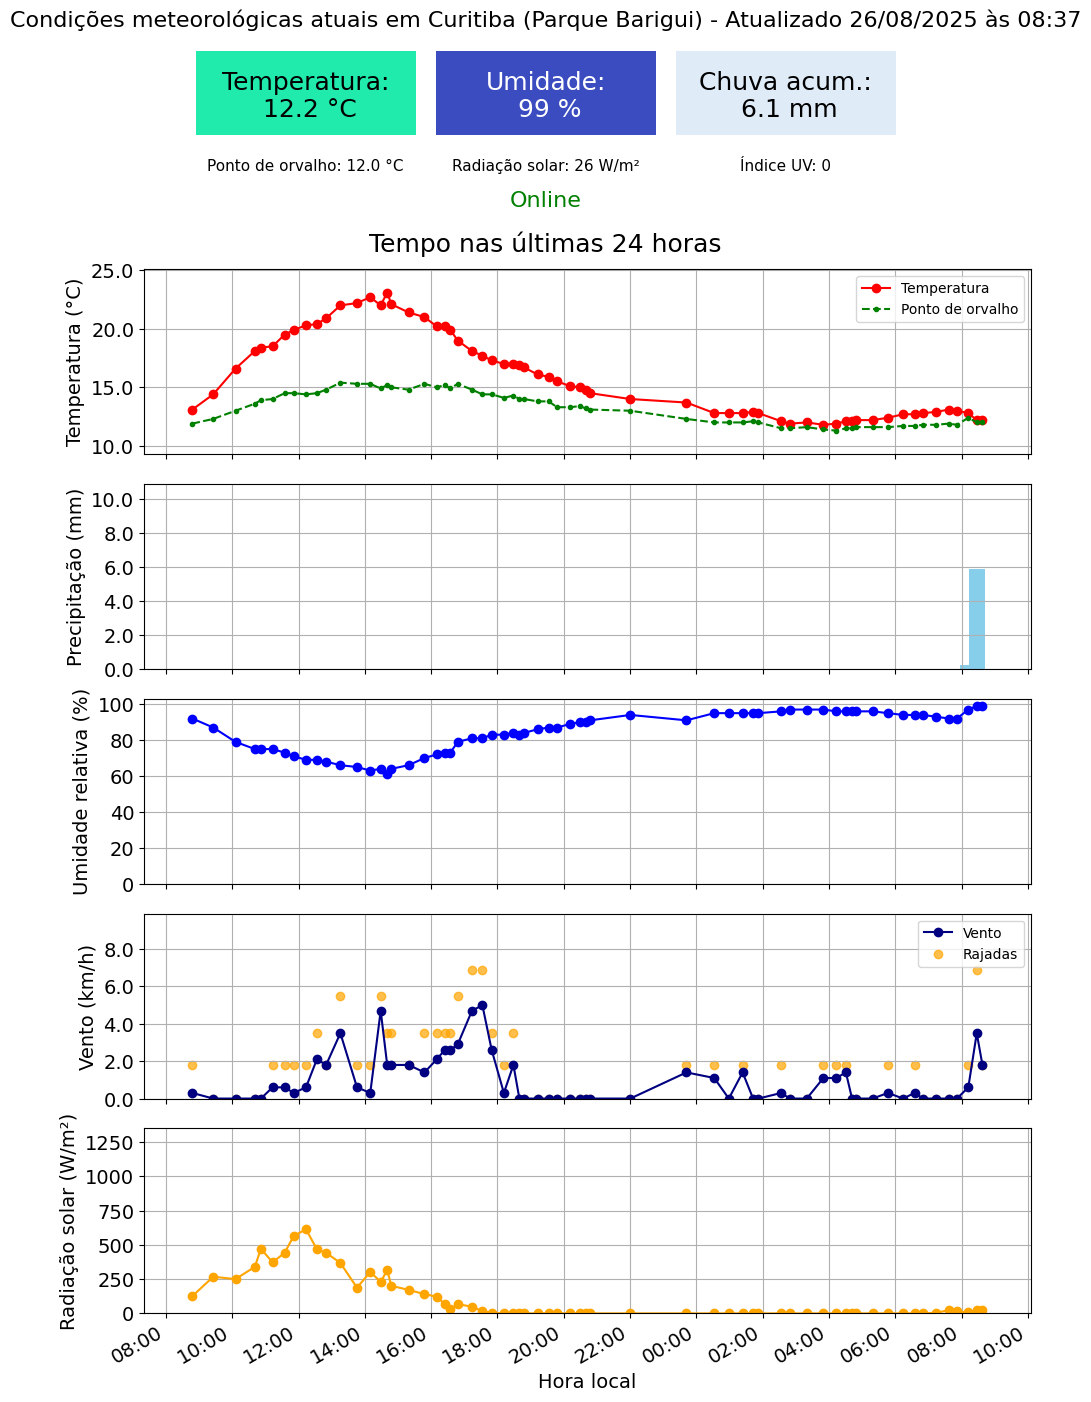 Condições meteorológicas atuais em Curitiba (Parque Barigui) - Atualizado 26/08/2025 às 08:37
Temperatura:
12.2 °C
Umidade:
99 %
Chuva acum.:
6.1 mm
Ponto de orvalho: 12.0 °C
Radiação solar: 26 W/m²
Índice UV: 0
Online
Tempo nas últimas 24 horas
Temperatura (°C)
25.0
20.0
15.0
10.0
Temperatura
Ponto de orvalho
Precipitação (mm)
10.0
8.0
6.0
4.0
2.0
0.0
Umidade relativa (%)
100
80
60
40
20
0
Vento (km/h)
8.0
6.0
4.0
2.0
0.0
Vento
Rajadas
Radiação solar (W/m²)
1250
1000
750
500
250
0
08:00
10:00
12:00
14:00
16:00
18:00
20:00
22:00
00:00
02:00
04:00
06:00
08:00
10:00
Hora local